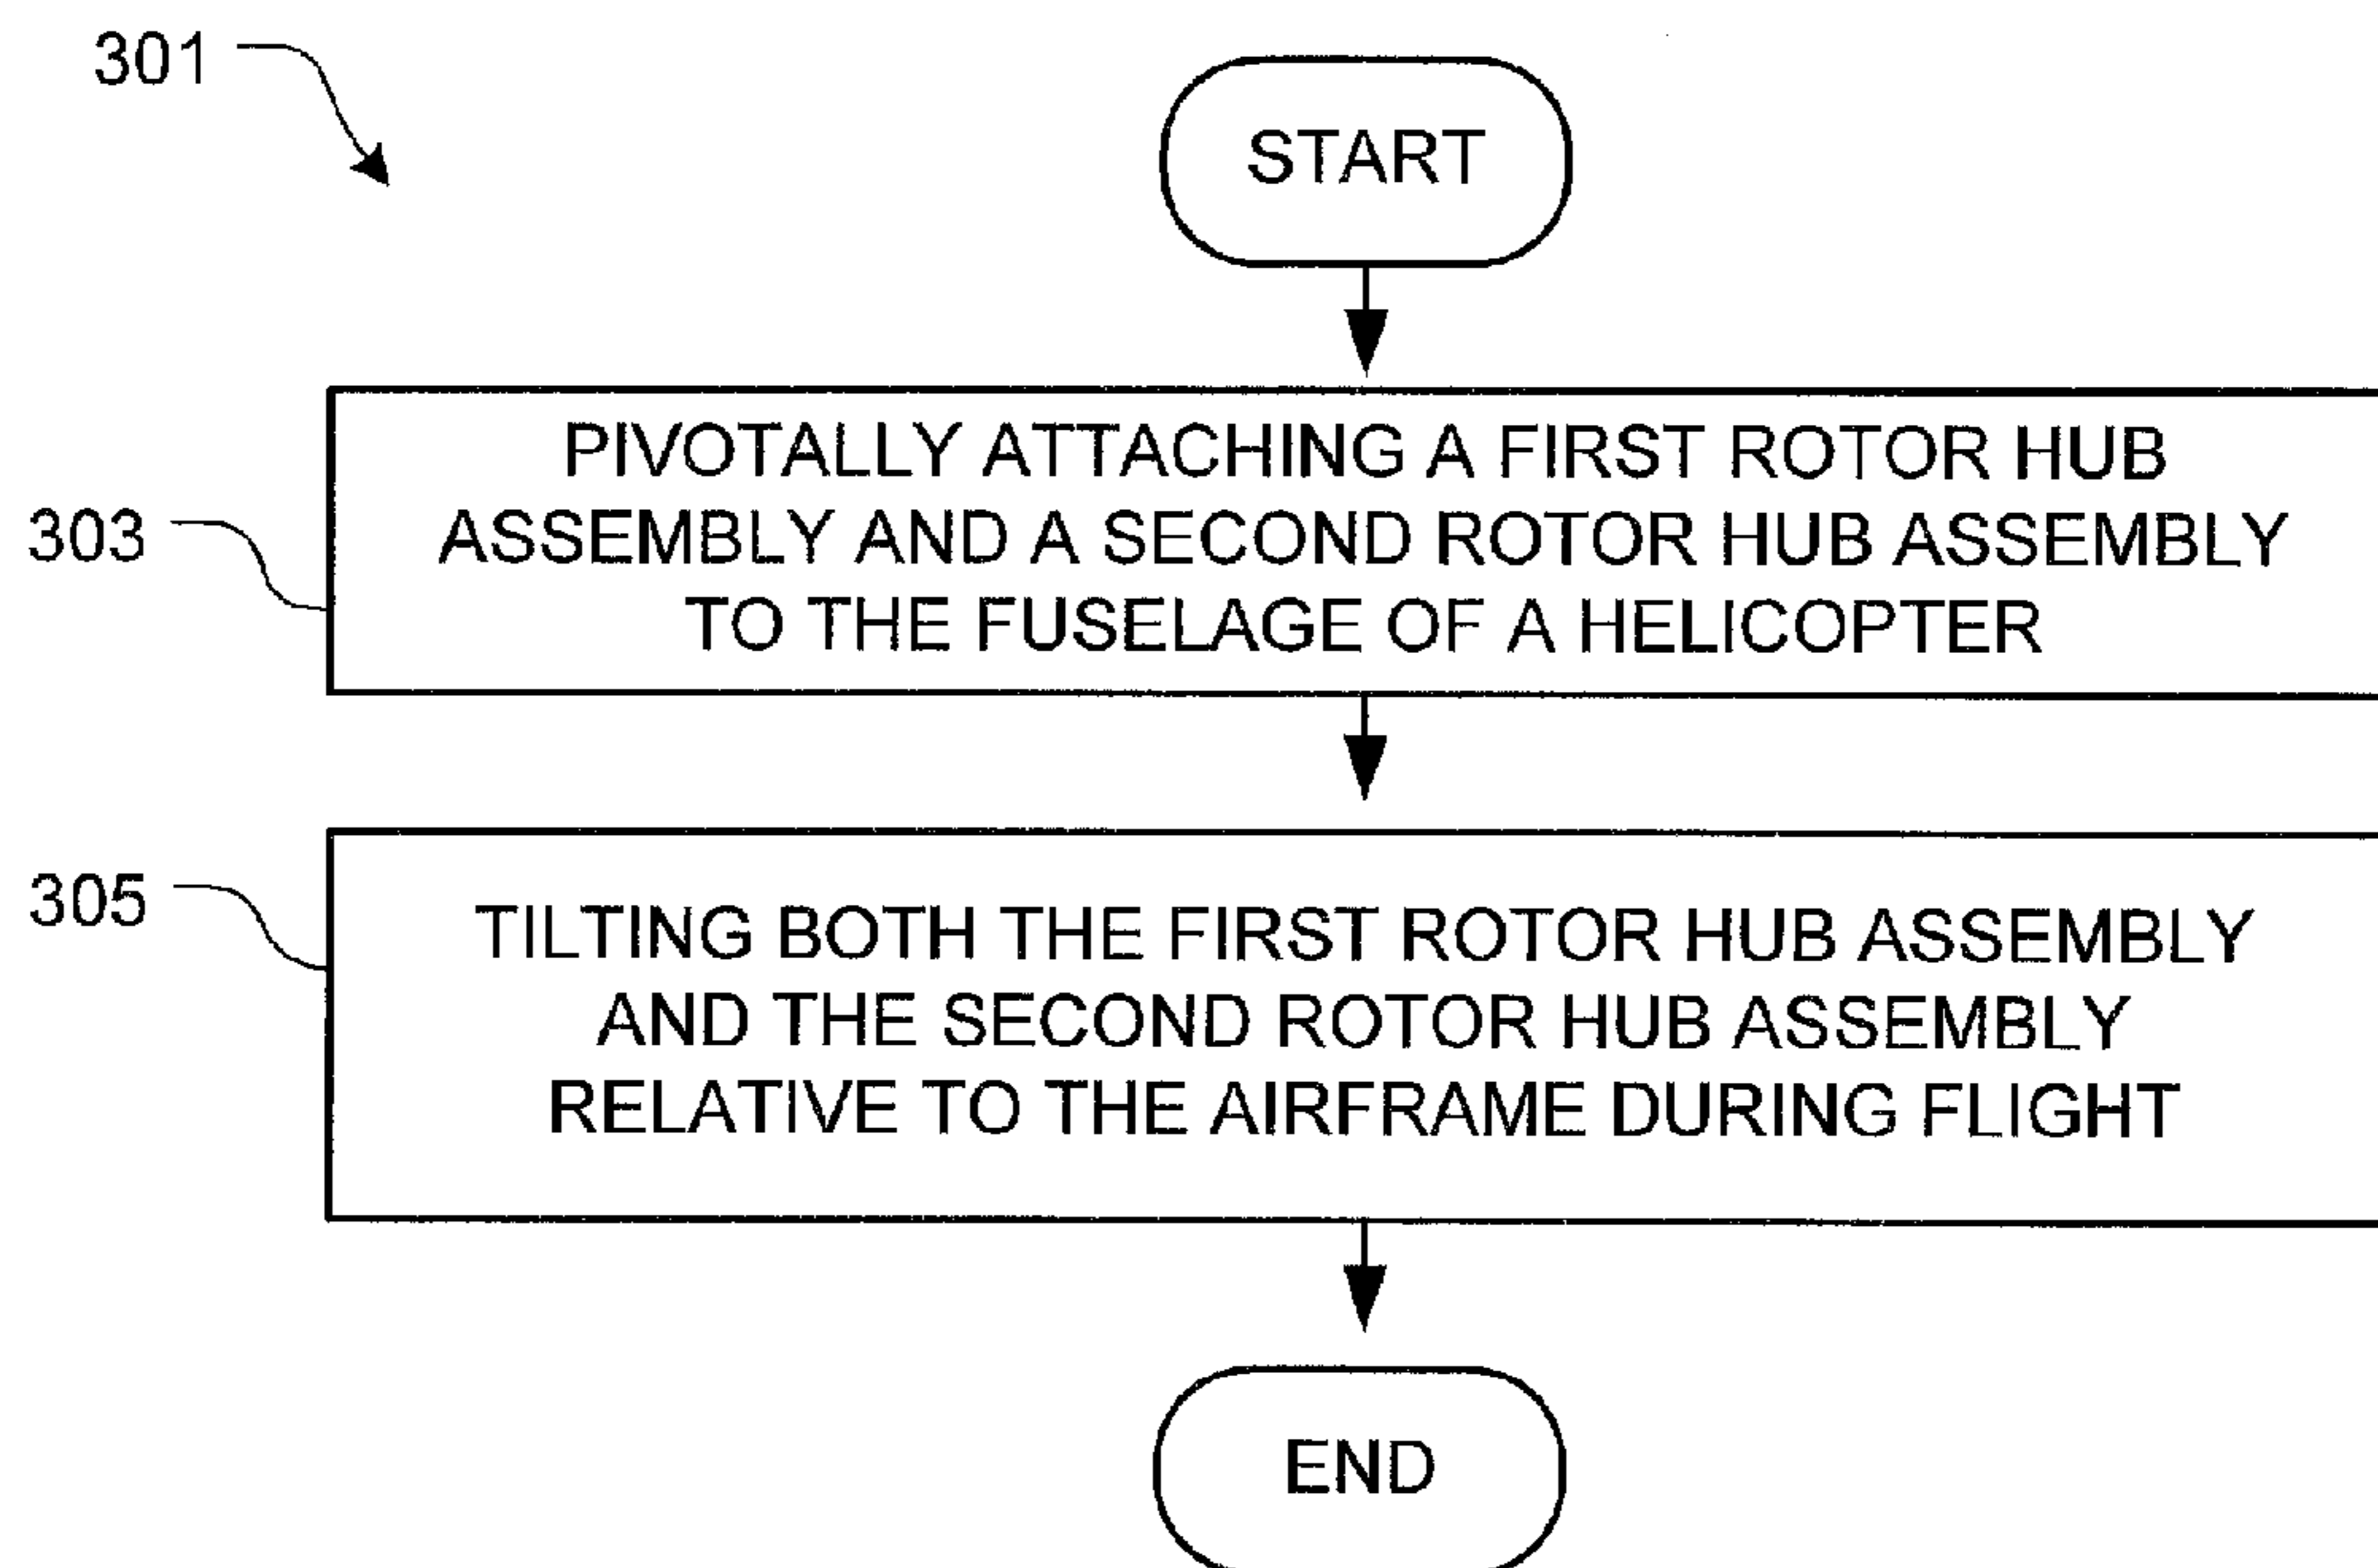 301
START
303
PIVOTALLY ATTACHING A FIRST ROTOR HUB
ASSEMBLY AND A SECOND ROTOR HUB ASSEMBLY
TO THE FUSELAGE OF A HELICOPTER
305
TILTING BOTH THE FIRST ROTOR HUB ASSEMBLY
AND THE SECOND ROTOR HUB ASSEMBLY
RELATIVE TO THE AIRFRAME DURING FLIGHT
END